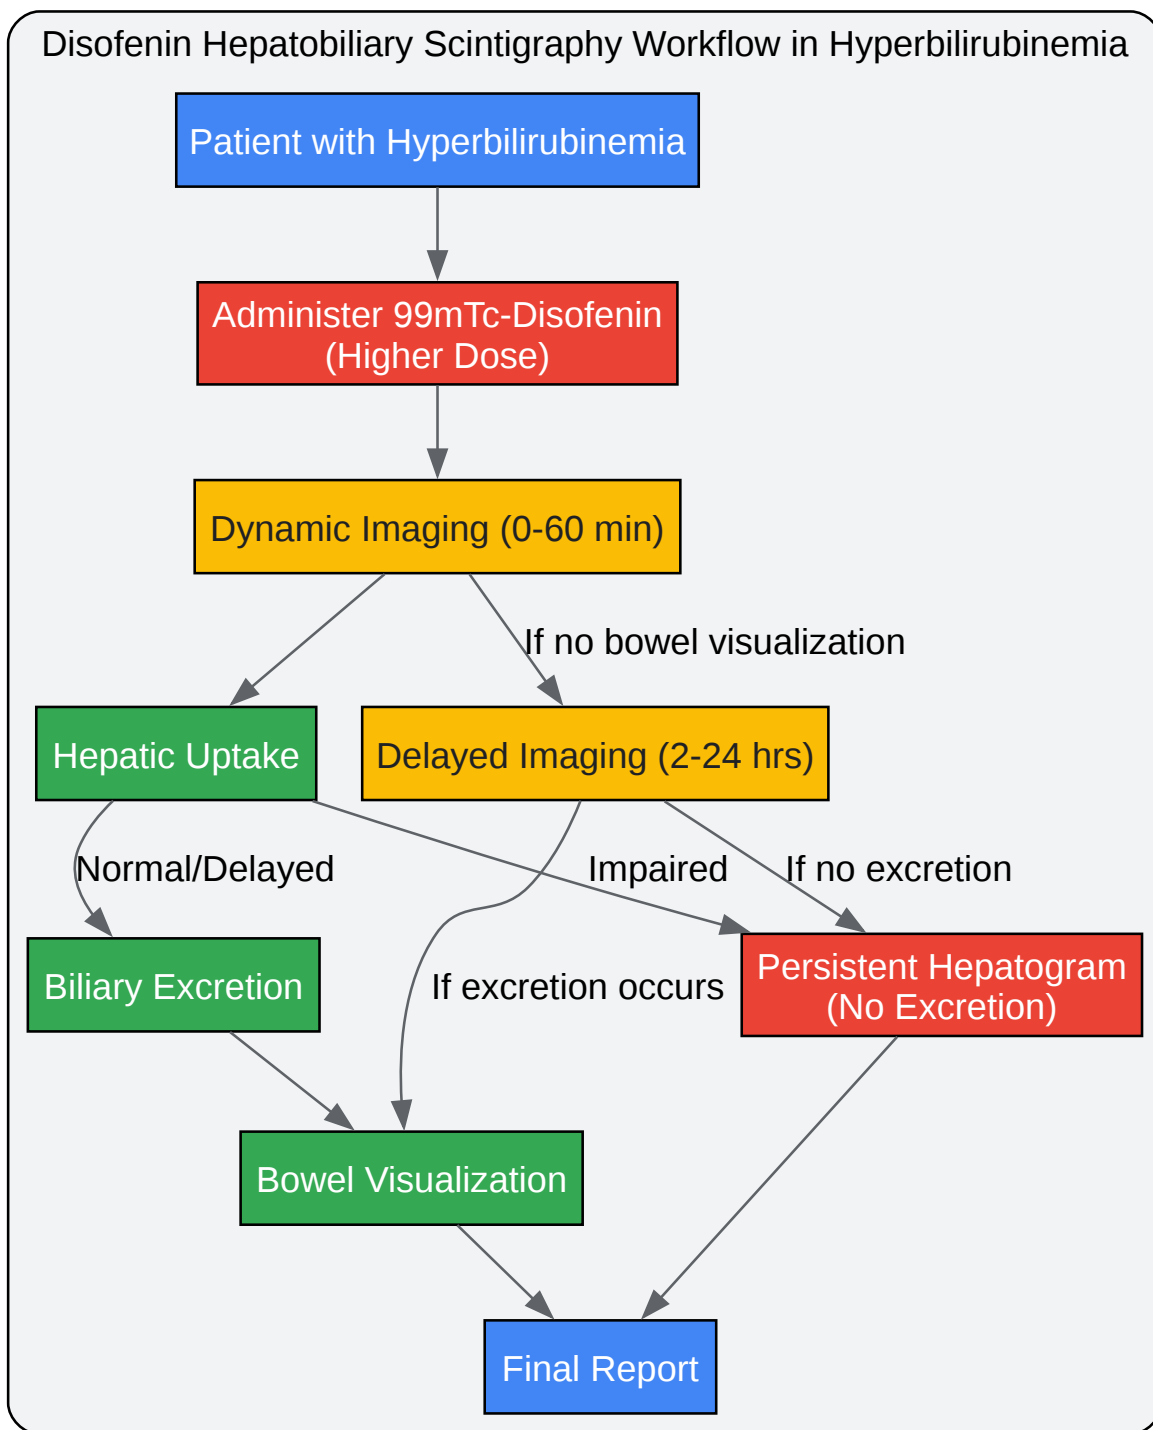 Disofenin Hepatobiliary Scintigraphy Workflow in Hyperbilirubinemia
Patient with Hyperbilirubinemia
Administer 99mTc-Disofenin
(Higher Dose)
Dynamic Imaging (0-60 min)
If no bowel visualization
Hepatic Uptake
Delayed Imaging (2-24 hrs)
Normal/Delayed
Impaired
If no excretion
Biliary Excretion
If excretion occurs
Persistent Hepatogram
(No Excretion)
Bowel Visualization
Final Report